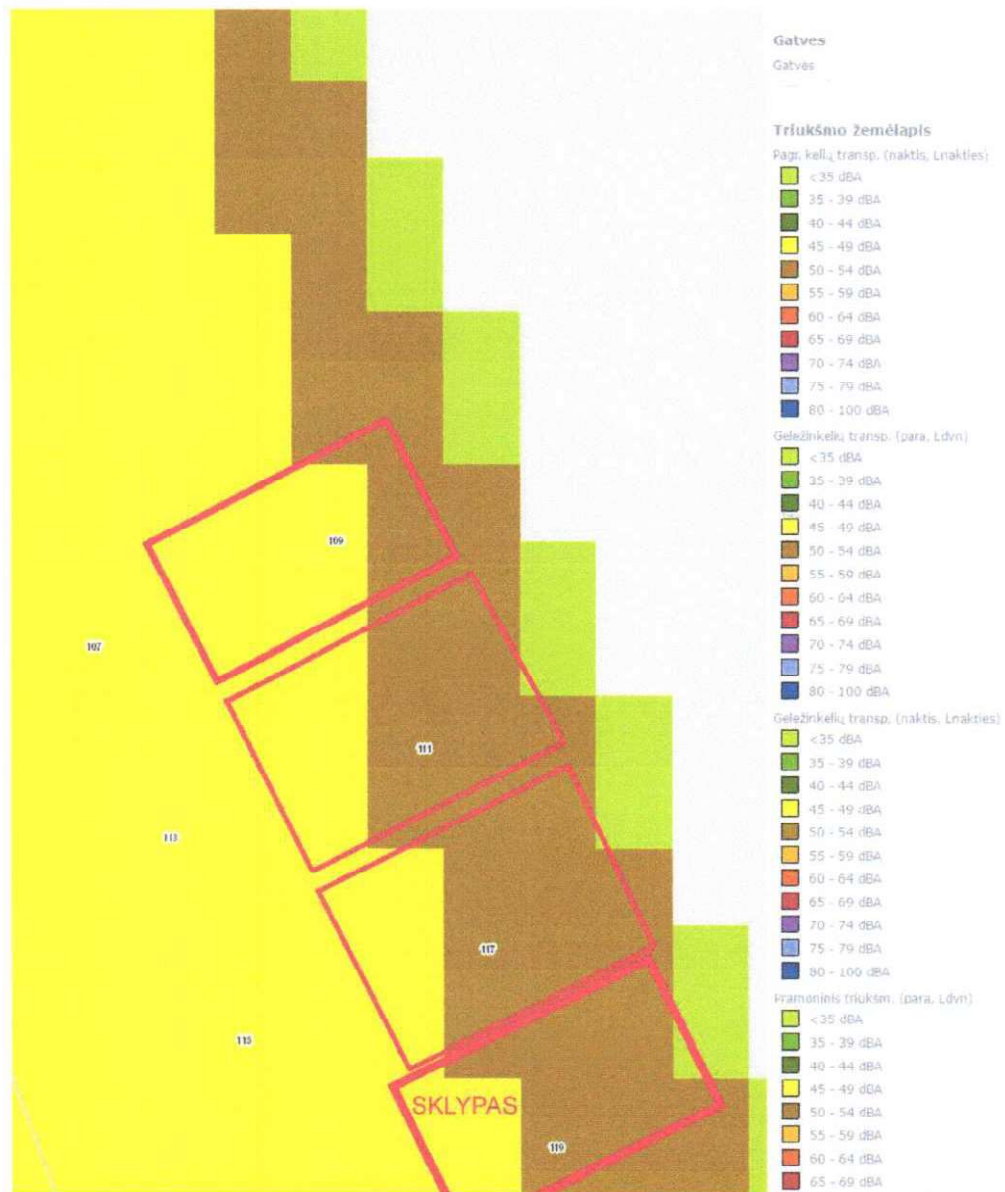 Gatves
Gatves
Triukšmo žemėlapis
Pagr. kelių transp. (naktis, Lnakties)
<35 dBA
35 - 39 dBA
40 - 44 dBA
45 - 49 dBA
50 - 54 dBA
55 - 59 dBA
60 - 64 dBA
65 - 69 dBA
70 - 74 dBA
75 - 79 dBA
80 - 100 dBA
Geležinkelių transp. (para, Ldvn)
<35 dBA
35 - 39 dBA
40 - 44 dBA
45 - 49 dBA
50 - 54 dBA
55 - 59 dBA
60 - 64 dBA
65 - 69 dBA
70 - 74 dBA
75 - 79 dBA
80 - 100 dBA
Geležinkelių transp. (naktis, Lnakties)
<35 dBA
35 - 39 dBA
40 - 44 dBA
45 - 49 dBA
50 - 54 dBA
55 - 59 dBA
60 - 64 dBA
65 - 69 dBA
70 - 74 dBA
75 - 79 dBA
80 - 100 dBA
Pramoninis triukšm. (para, Ldvn)
<35 dBA
35 - 39 dBA
40 - 44 dBA
45 - 49 dBA
50 - 54 dBA
55 - 59 dBA
60 - 64 dBA
65 - 69 dBA
109
107
111
113
117
115
SKLYPAS
119